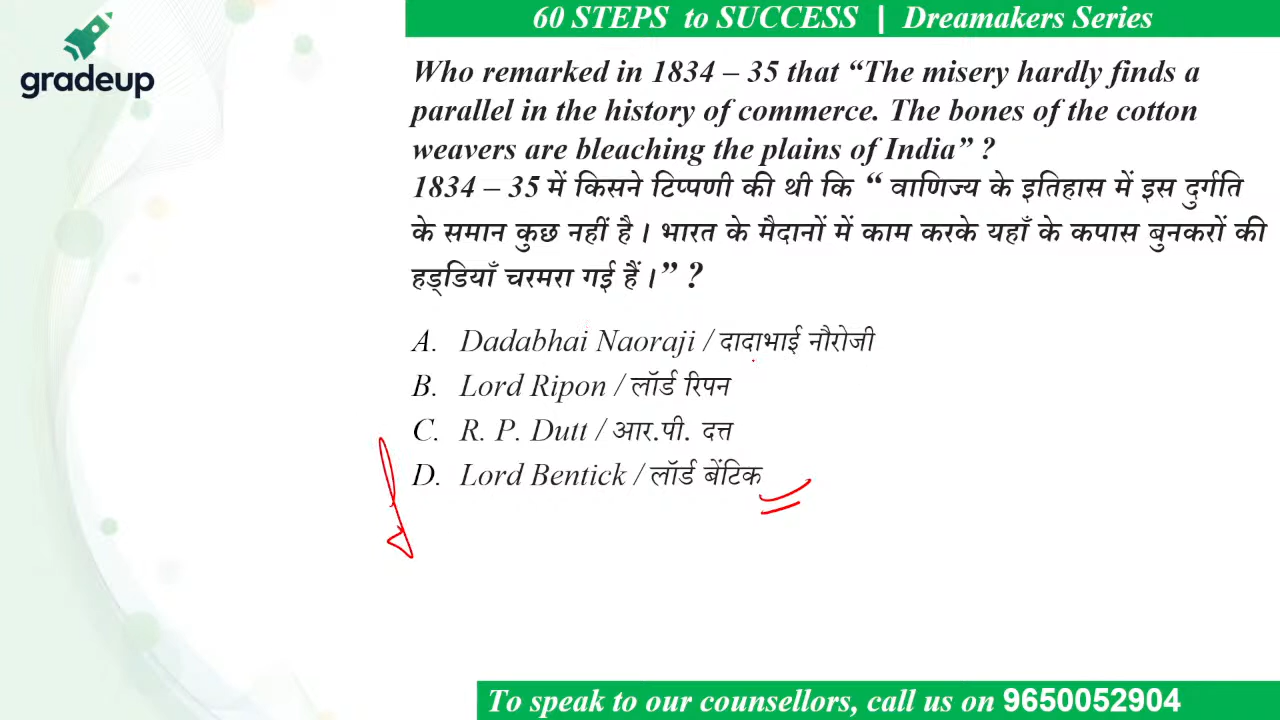 60 STEPS to SUCCESS | Dreamakers Series
gradeup
Who remarked in 1834 – 35 that “The misery hardly finds a
parallel in the history of commerce. The bones of the cotton
weavers are bleaching the plains of India” ?
1834 – 35 में किसने टिप्पणी की थी कि “ वाणिज्य के इतिहास में इस दुर्गति
के समान कुछ नहीं है । भारत के मैदानों में काम करके यहाँ के कपास बुनकरों की
हड्डियाँ चरमरा गई हैं ।” ?
A. Dadabhai Naoraji / दादाभाई नौरोजी
B. Lord Ripon / लॉर्ड रिपन
C. R. P. Dutt / आर.पी. दत्त
D. Lord Bentick / लॉर्ड बेंटिक
To speak to our counsellors, call us on 9650052904